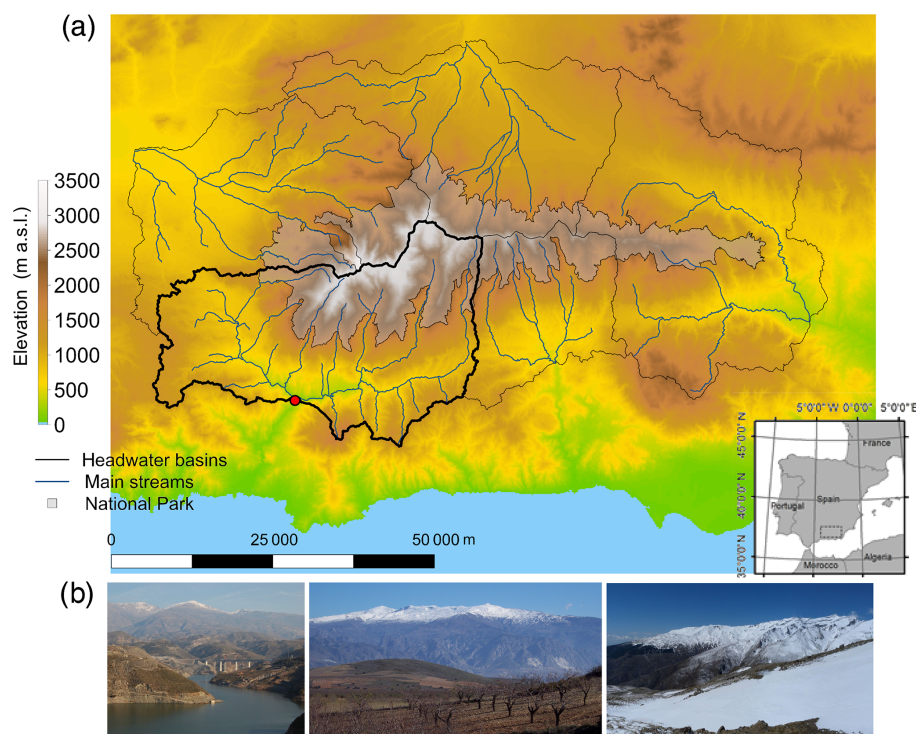 (a)
Elevation (m a.s.l.)
3500
3000
2500
2000
1500
1000
500
0
Headwater basins
Main streams
National Park
0 25 000 50 000 m
5°0'0"W 0°0'0" 5°0'0"E
45°0'0"N
40°0'0"N
35°0'0"N
France
Portugal
Spain
Morocco
Algeria
(b)